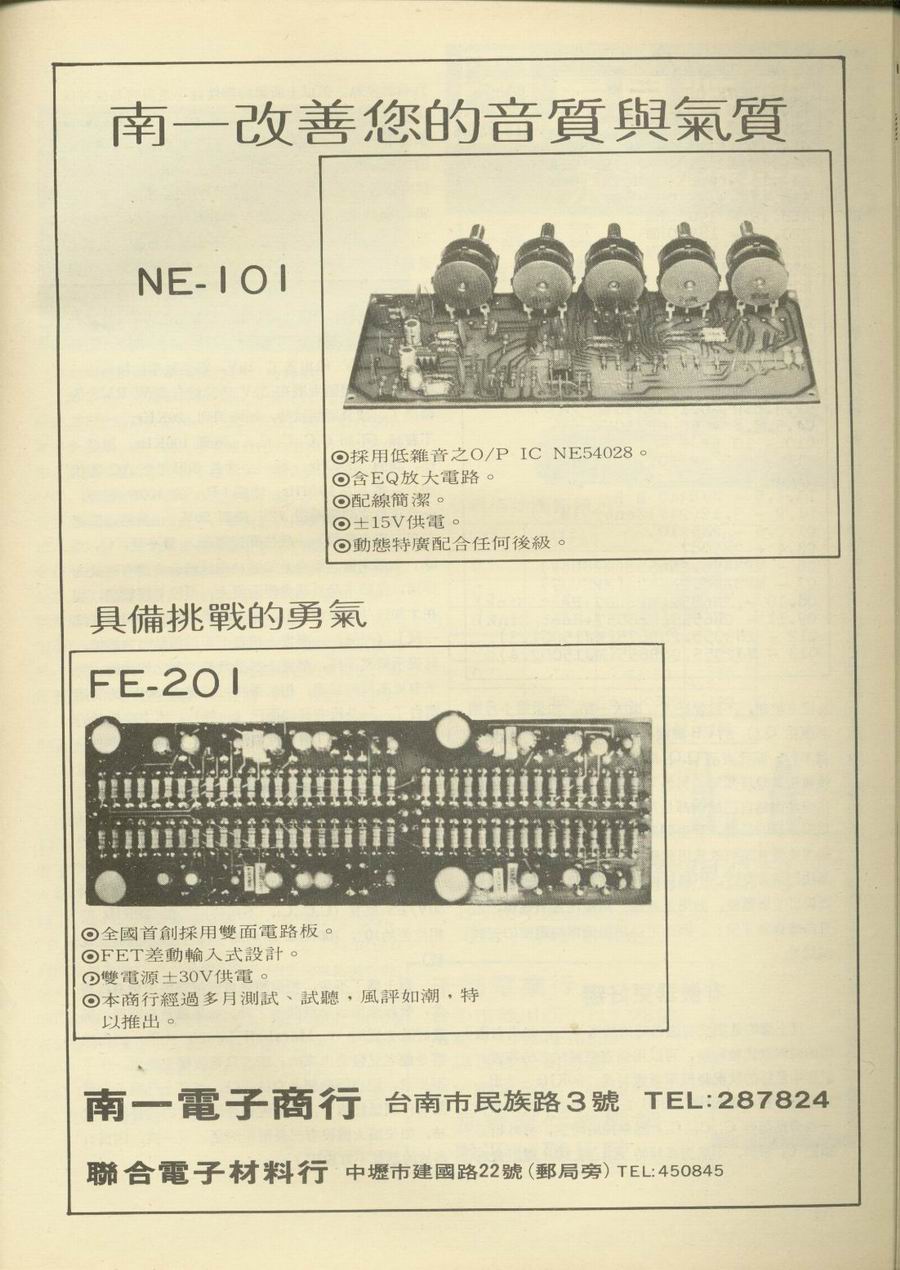 南一改善您的音質與氣質
NE-101
⦿採用低雜音之O/P IC NE54028。
⦿含EQ放大電路。
⦿配線簡潔。
⦿±15V供電。
⦿動態特廣配合任何後級。
具備挑戰的勇氣
FE-201
⦿全國首創採用雙面電路板。
⦿FET差動輸入式設計。
⦿雙電源±30V供電。
⦿本商行經過多月測試、試聽，風評如潮，特
以推出。
南一電子商行 台南市民族路3號 TEL:287824
聯合電子材料行 中壢市建國路22號(郵局旁) TEL:450845